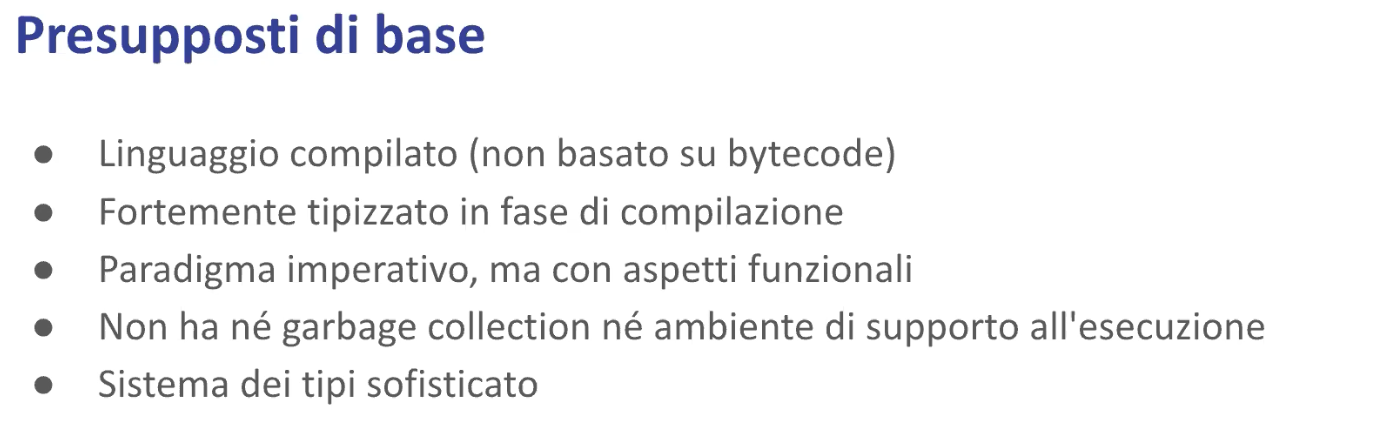 Presupposti di base
● Linguaggio compilato (non basato su bytecode)
● Fortemente tipizzato in fase di compilazione
● Paradigma imperativo, ma con aspetti funzionali
● Non ha né garbage collection né ambiente di supporto all'esecuzione
● Sistema dei tipi sofisticato